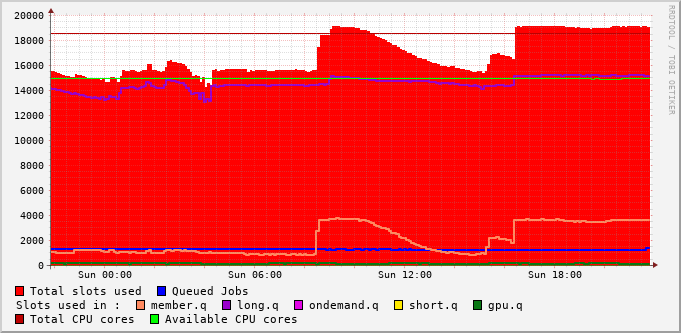 RRDTOOL / TOBI OETIKER
20000
18000
16000
14000
12000
10000
8000
6000
4000
2000
0
Sun 00:00 Sun 06:00 Sun 12:00 Sun 18:00
Total slots used Queued Jobs
Slots used in : member.q long.q ondemand.q short.q gpu.q
Total CPU cores Available CPU cores